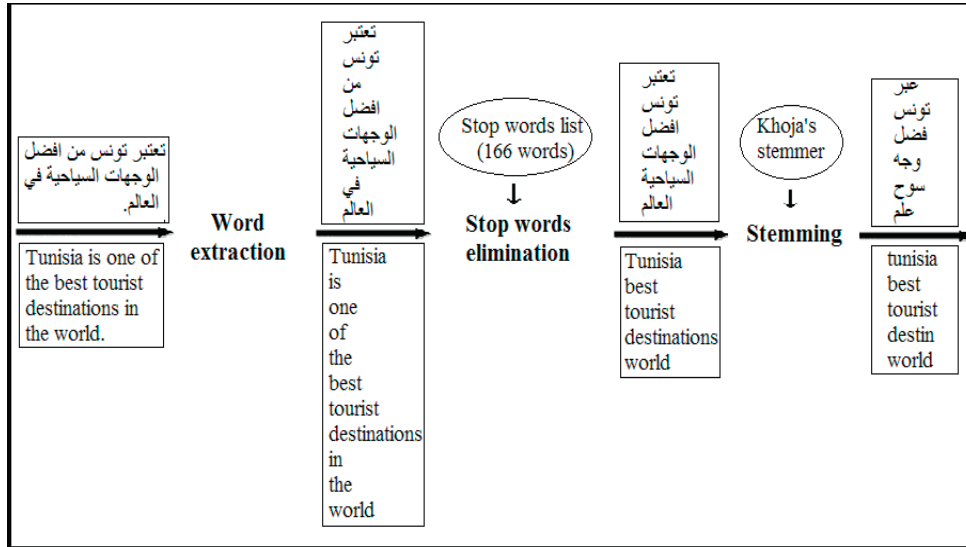 تعتبر تونس من افضل
الوجهات السياحية في
العالم.
Tunisia is one of
the best tourist
destinations in
the world.
Word
extraction
تعتبر
تونس
من
افضل
الوجهات
السياحية
في
العالم
Tunisia
is
one
of
the
best
tourist
destinations
in
the
world
Stop words list
(166 words)
Stop words
elimination
تعتبر
تونس
افضل
الوجهات
السياحية
العالم
Tunisia
best
tourist
destinations
world
Khoja's
stemmer
Stemming
عبر
تونس
فضل
وجه
سوح
علم
tunisia
best
tourist
destin
world